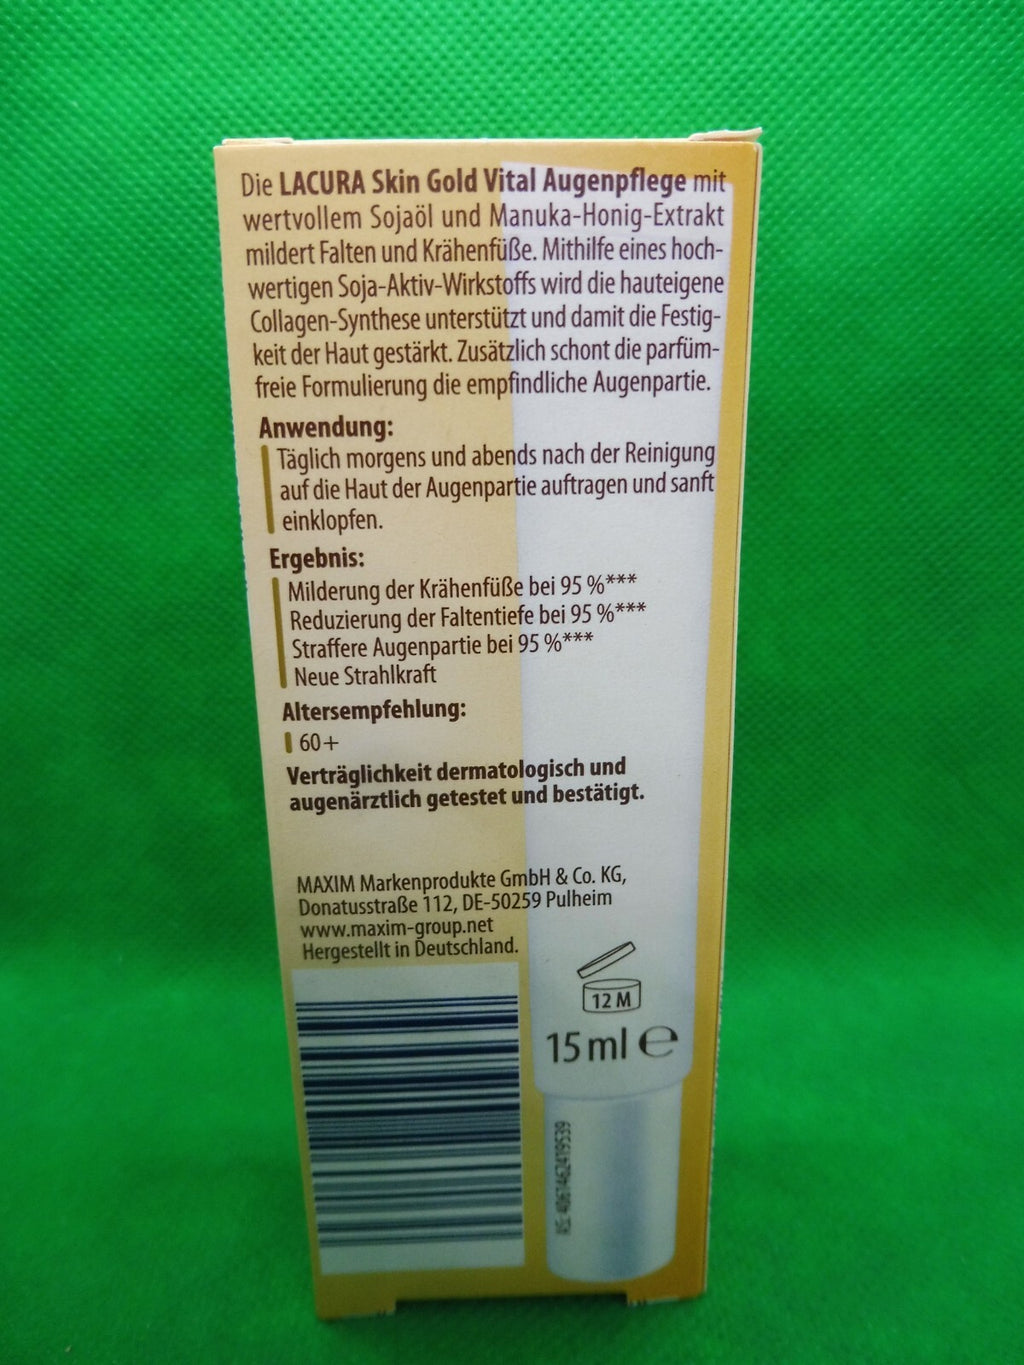 Die LACURA Skin Gold Vital Augenpflege mit
wertvollem Sojaöl und Manuka-Honig-Extrakt
mildert Falten und Krähenfüße. Mithilfe eines hoch-
wertigen Soja-Aktiv-Wirkstoffs wird die hauteigene
Collagen-Synthese unterstützt und damit die Festig-
keit der Haut gestärkt. Zusätzlich schont die parfüm-
freie Formulierung die empfindliche Augenpartie.
Anwendung:
Täglich morgens und abends nach der Reinigung
auf die Haut der Augenpartie auftragen und sanft
einklopfen.
Ergebnis:
Milderung der Krähenfüße bei 95 %***
Reduzierung der Faltentiefe bei 95 %***
Straffere Augenpartie bei 95 %***
Neue Strahlkraft
Altersempfehlung:
60+
Verträglichkeit dermatologisch und
augenärztlich getestet und bestätigt.
MAXIM Markenprodukte GmbH & Co. KG,
Donatusstraße 112, DE-50259 Pulheim
www.maxim-group.net
Hergestellt in Deutschland.
12 M
15 ml ℮